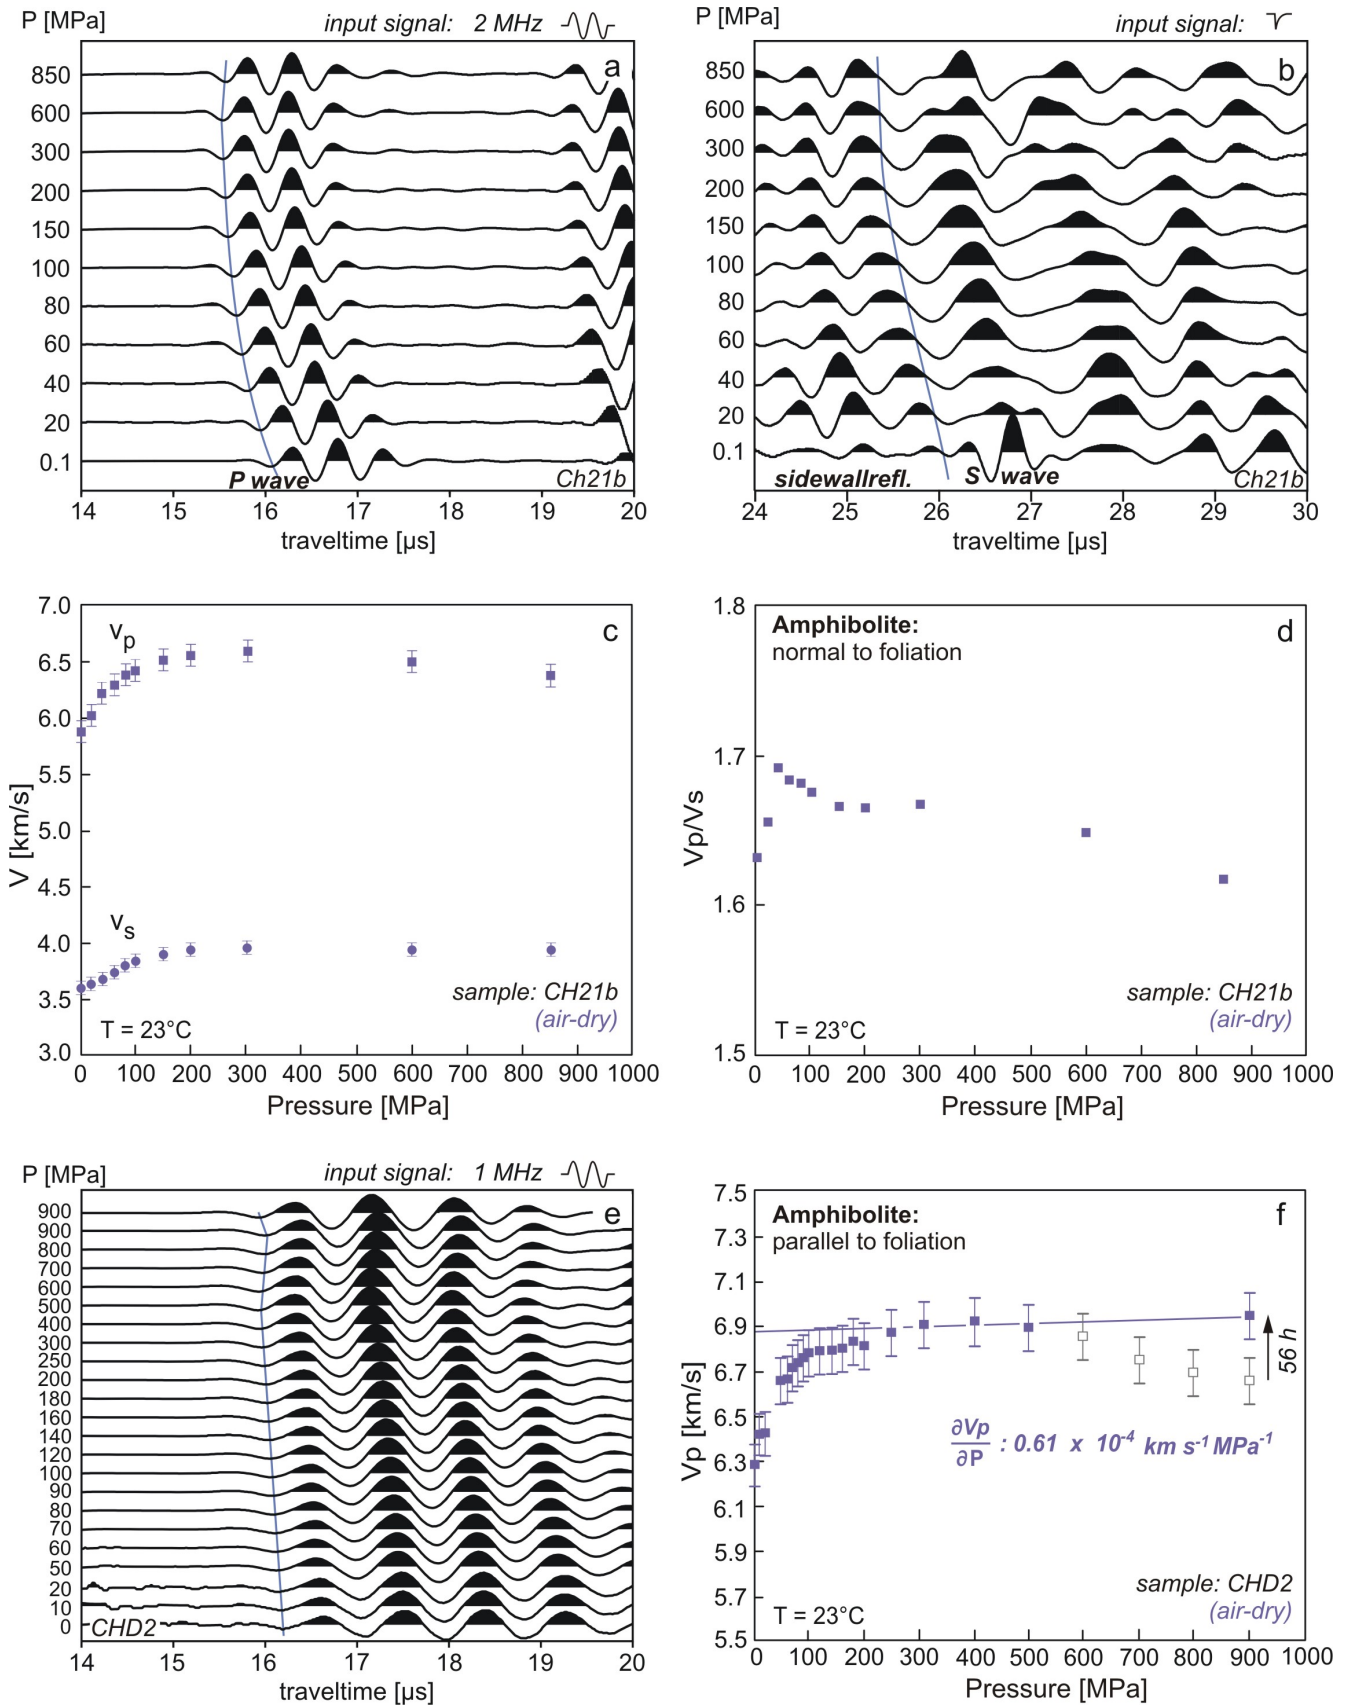 P [MPa]
input signal: 2 MHz
a
850
600
300
200
150
100
80
60
40
20
0.1
P wave
Ch21b
14 15 16 17 18 19 20
traveltime [µs]
P [MPa]
input signal:
b
850
600
300
200
150
100
80
60
40
20
0.1
sidewallrefl. S wave
Ch21b
24 25 26 27 28 29 30
traveltime [µs]
7.0
vp
c
6.5
6.0
5.5
5.0
4.5
vs
4.0
3.5
3.0
V [km/s]
sample: CH21b
(air-dry)
T = 23°C
0 100 200 300 400 500 600 700 800 900 1000
Pressure [MPa]
1.8
Amphibolite:
normal to foliation
d
1.7
1.6
1.5
Vp/Vs
sample: CH21b
(air-dry)
T = 23°C
0 100 200 300 400 500 600 700 800 900 1000
Pressure [MPa]
P [MPa]
input signal: 1 MHz
e
900
900
800
700
600
500
400
300
250
200
180
160
140
120
100
90
80
70
60
50
20
10
0
CHD2
14 15 16 17 18 19 20
traveltime [µs]
7.5
Amphibolite:
parallel to foliation
f
7.3
7.1
6.9
6.7
6.5
6.3
6.1
5.9
5.7
5.5
Vp [km/s]
56 h
∂Vp/∂P : 0.61 x 10-4 km s-1 MPa-1
sample: CHD2
(air-dry)
T = 23°C
0 100 200 300 400 500 600 700 800 900 1000
Pressure [MPa]